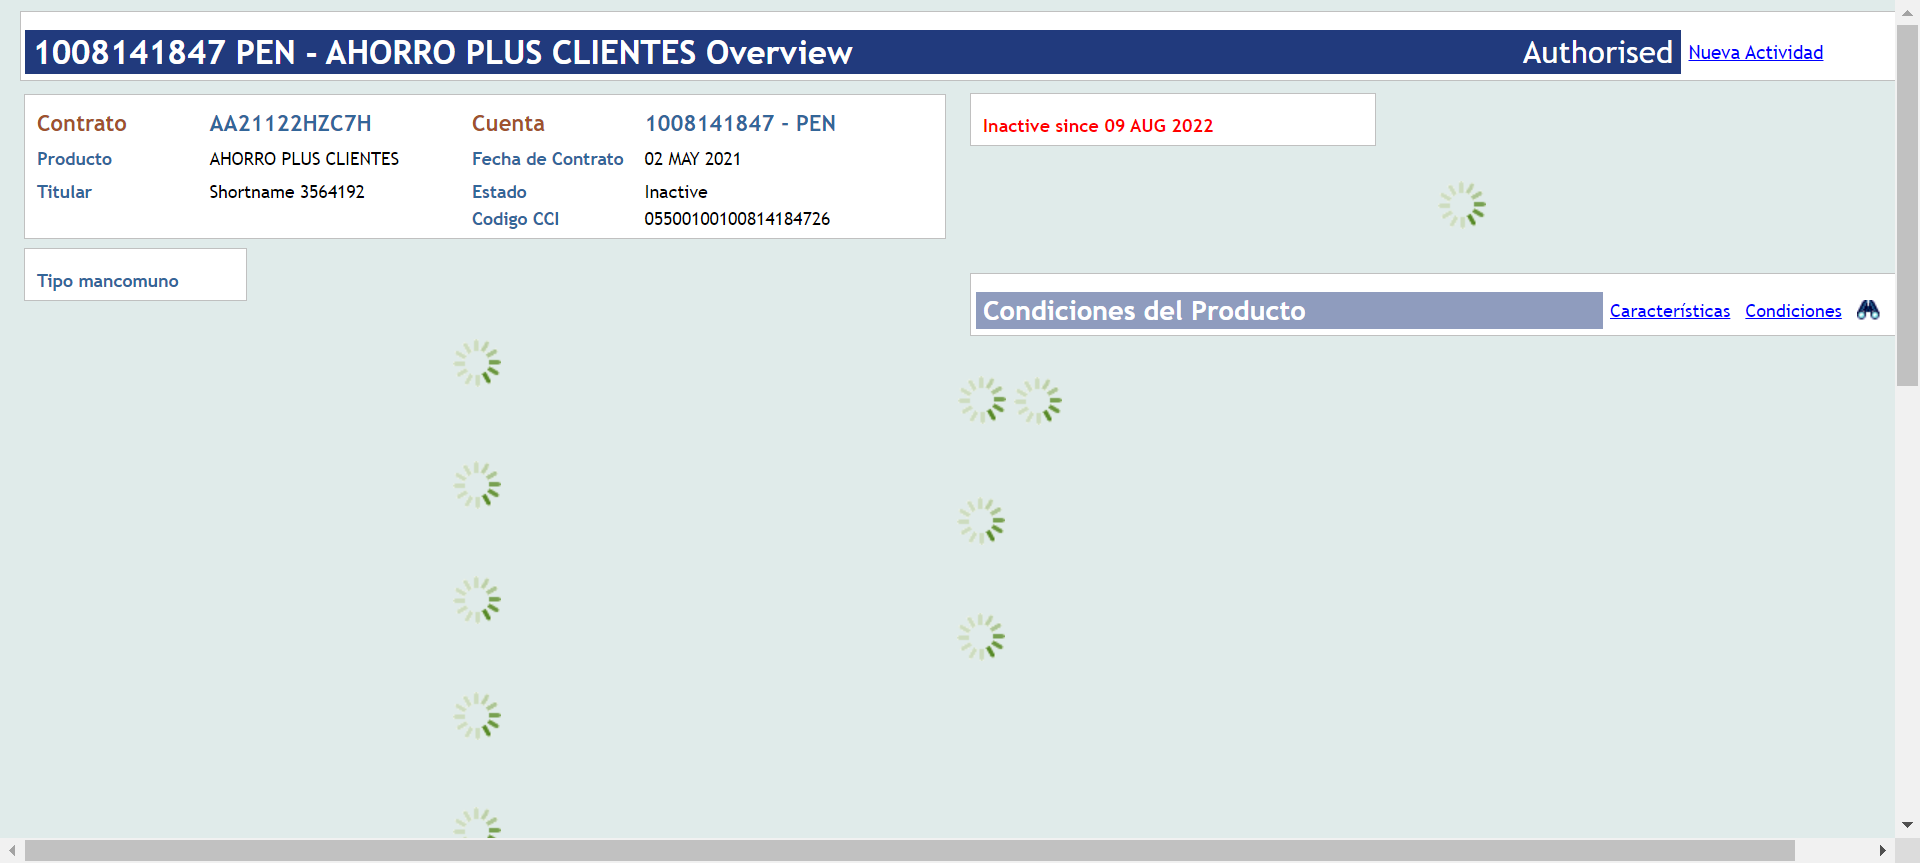 1008141847 PEN - AHORRO PLUS CLIENTES Overview Authorised Nueva Actividad
Contrato AA21122HZC7H Cuenta 1008141847 - PEN
Producto AHORRO PLUS CLIENTES Fecha de Contrato 02 MAY 2021
Titular Shortname 3564192 Estado Inactive
Codigo CCI 05500100100814184726
Tipo mancomuno
Inactive since 09 AUG 2022
Condiciones del Producto Características Condiciones